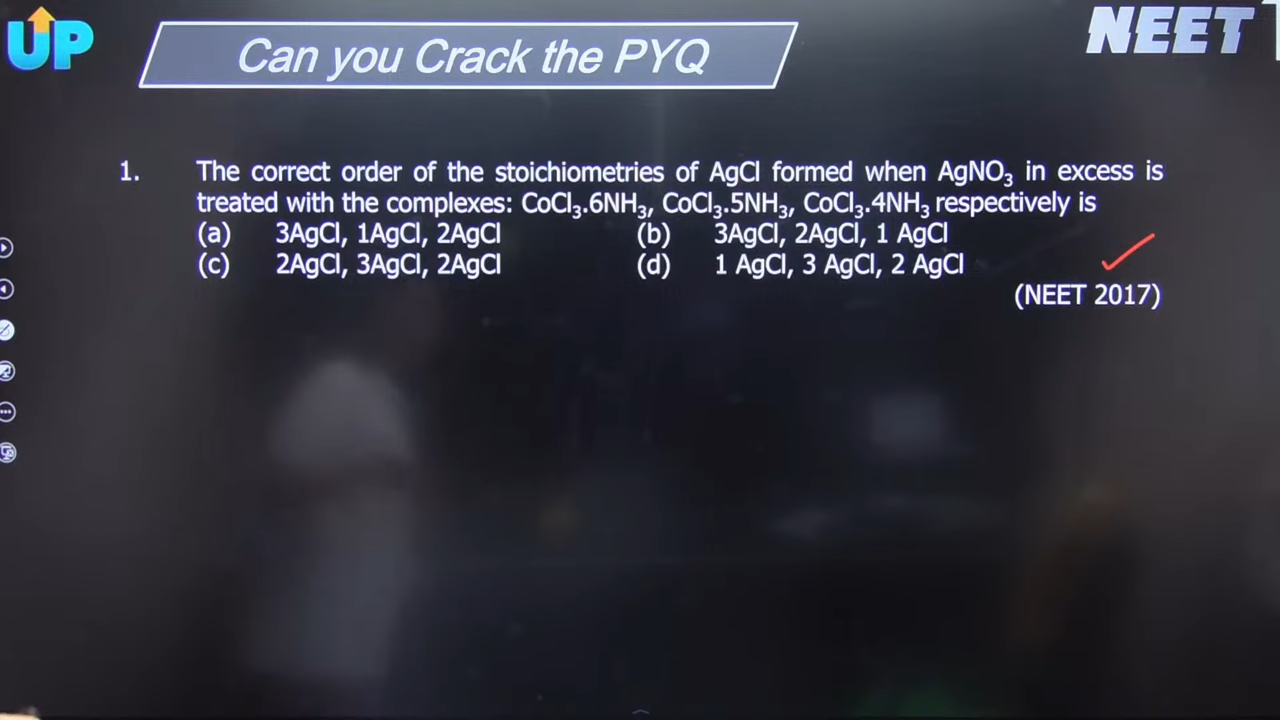 UP
Can you Crack the PYQ
NEET
1. The correct order of the stoichiometries of AgCl formed when AgNO₃ in excess is
treated with the complexes: CoCl₃.6NH₃, CoCl₃.5NH₃, CoCl₃.4NH₃ respectively is
(a) 3AgCl, 1AgCl, 2AgCl (b) 3AgCl, 2AgCl, 1 AgCl
(c) 2AgCl, 3AgCl, 2AgCl (d) 1 AgCl, 3 AgCl, 2 AgCl
(NEET 2017)